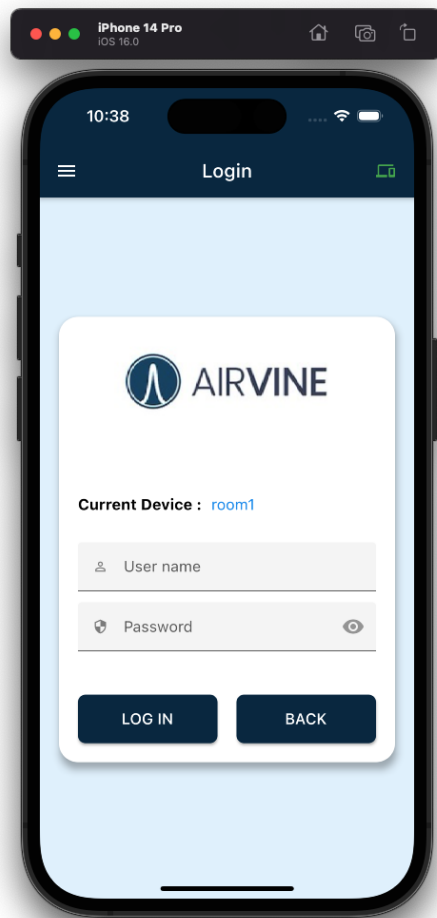 iPhone 14 Pro
iOS 16.0
10:38
Login
AIRVINE
Current Device : room1
User name
Password
LOG IN
BACK